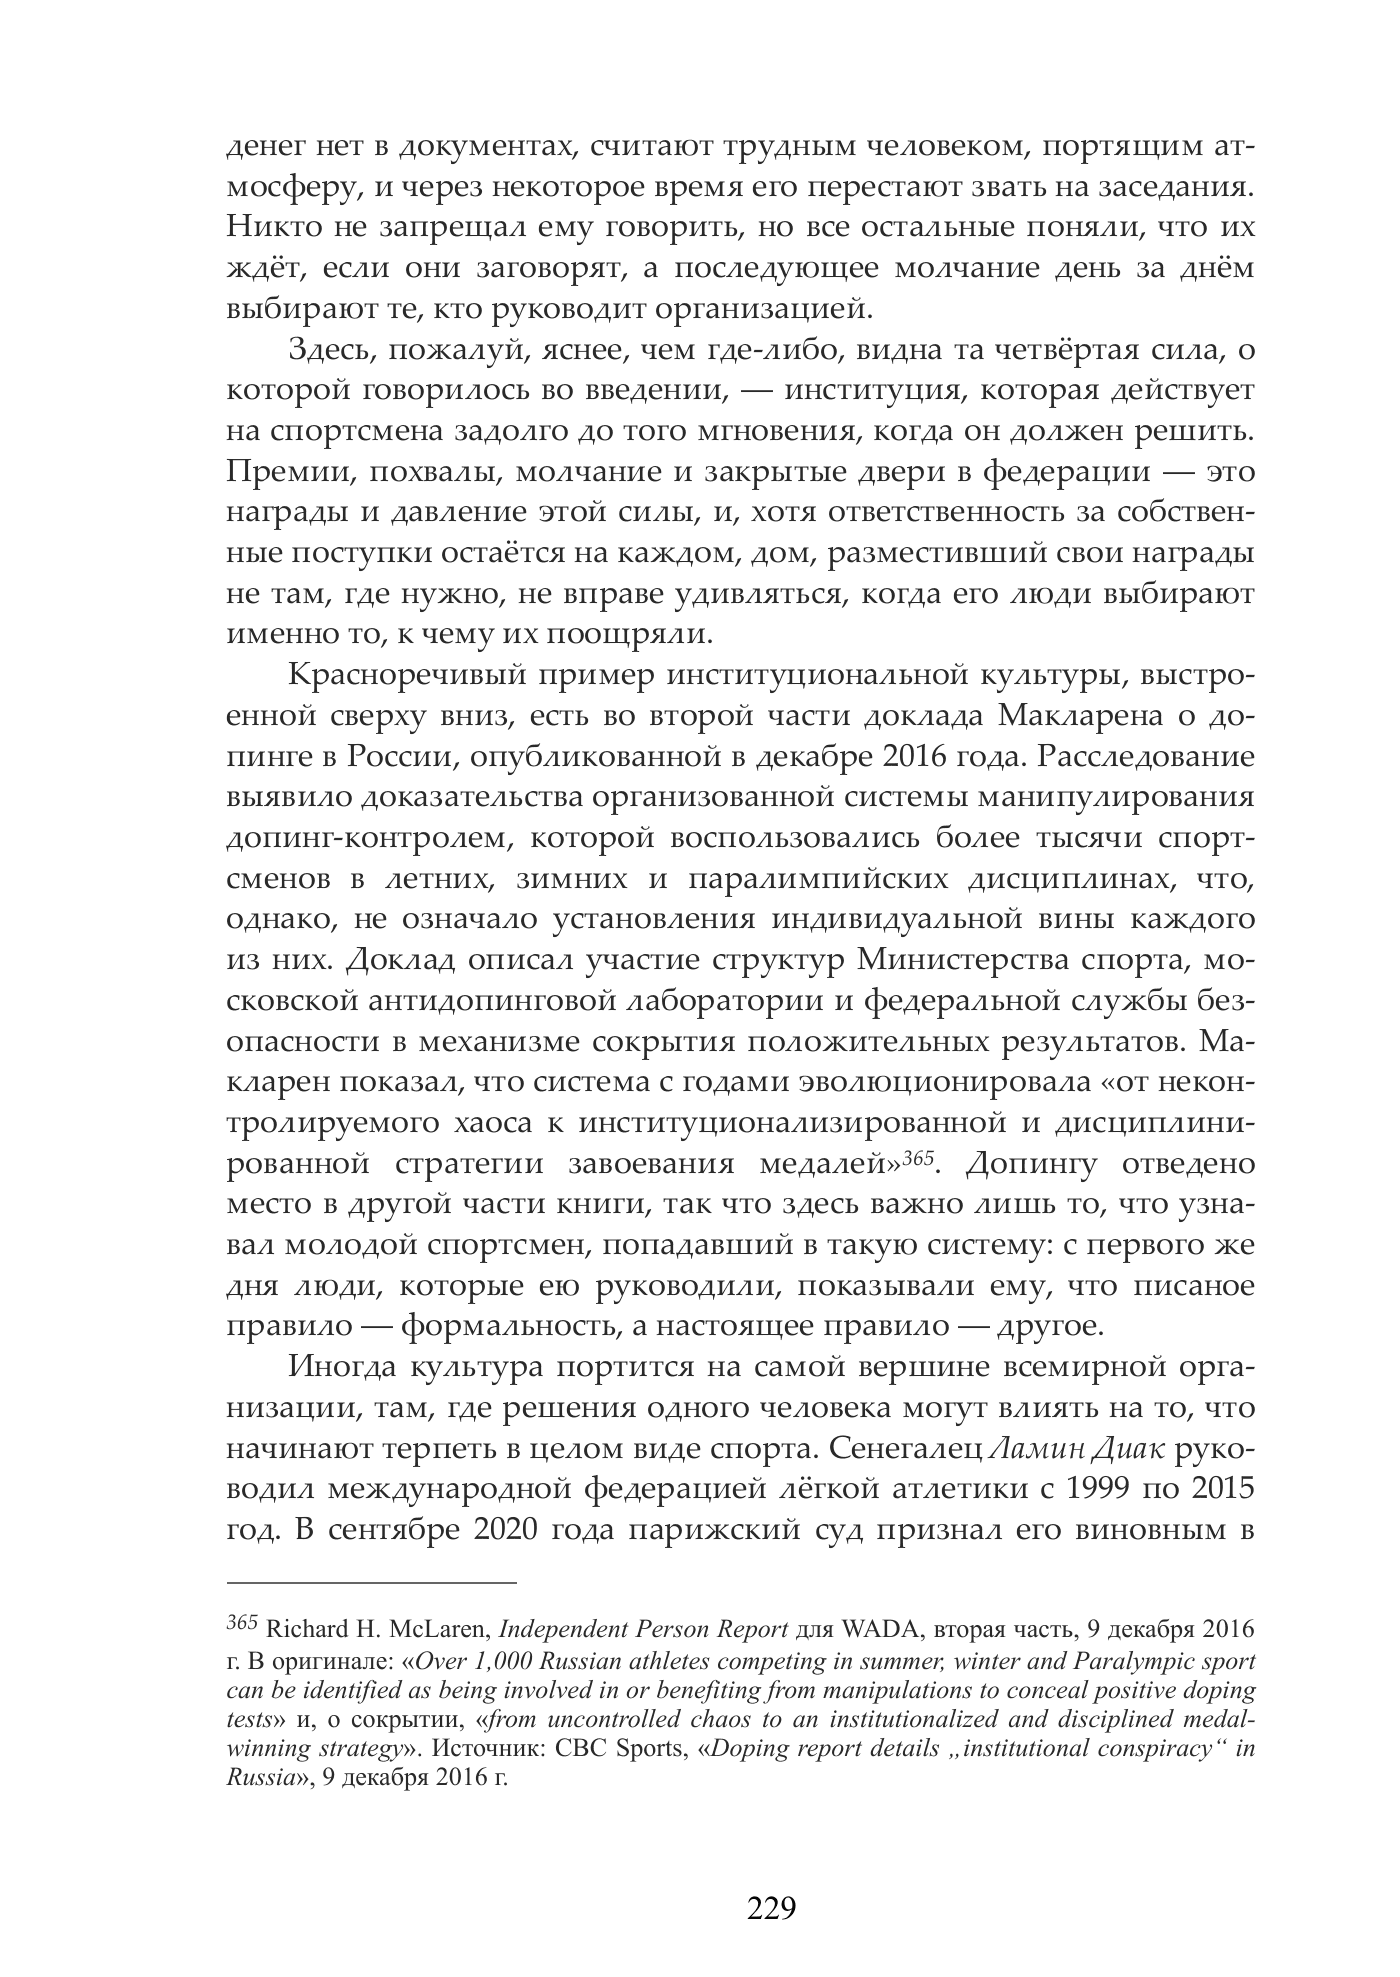 денег нет в документах, считают трудным человеком, портящим ат-
мосферу, и через некоторое время его перестают звать на заседания.
Никто не запрещал ему говорить, но все остальные поняли, что их
ждёт, если они заговорят, а последующее молчание день за днём
выбирают те, кто руководит организацией.
Здесь, пожалуй, яснее, чем где-либо, видна та четвёртая сила, о
которой говорилось во введении, — институция, которая действует
на спортсмена задолго до того мгновения, когда он должен решить.
Премии, похвалы, молчание и закрытые двери в федерации — это
награды и давление этой силы, и, хотя ответственность за собствен-
ные поступки остаётся на каждом, дом, разместивший свои награды
не там, где нужно, не вправе удивляться, когда его люди выбирают
именно то, к чему их поощряли.
Красноречивый пример институциональной культуры, выстро-
енной сверху вниз, есть во второй части доклада Макларена о до-
пинге в России, опубликованной в декабре 2016 года. Расследование
выявило доказательства организованной системы манипулирования
допинг-контролем, которой воспользовались более тысячи спорт-
сменов в летних, зимних и паралимпийских дисциплинах, что,
однако, не означало установления индивидуальной вины каждого
из них. Доклад описал участие структур Министерства спорта, мо-
сковской антидопинговой лаборатории и федеральной службы без-
опасности в механизме сокрытия положительных результатов. Ма-
кларен показал, что система с годами эволюционировала «от некон-
тролируемого хаоса к институционализированной и дисциплини-
рованной стратегии завоевания медалей»365. Допингу отведено
место в другой части книги, так что здесь важно лишь то, что узна-
вал молодой спортсмен, попадавший в такую систему: с первого же
дня люди, которые ею руководили, показывали ему, что писаное
правило — формальность, а настоящее правило — другое.
Иногда культура портится на самой вершине всемирной орга-
низации, там, где решения одного человека могут влиять на то, что
начинают терпеть в целом виде спорта. Сенегалец Ламин Диак руко-
водил международной федерацией лёгкой атлетики с 1999 по 2015
год. В сентябре 2020 года парижский суд признал его виновным в
365 Richard H. McLaren, Independent Person Report для WADA, вторая часть, 9 декабря 2016
г. В оригинале: «Over 1,000 Russian athletes competing in summer, winter and Paralympic sport
can be identified as being involved in or benefiting from manipulations to conceal positive doping
tests» и, о сокрытии, «from uncontrolled chaos to an institutionalized and disciplined medal-
winning strategy». Источник: CBC Sports, «Doping report details „institutional conspiracy“ in
Russia», 9 декабря 2016 г.
229